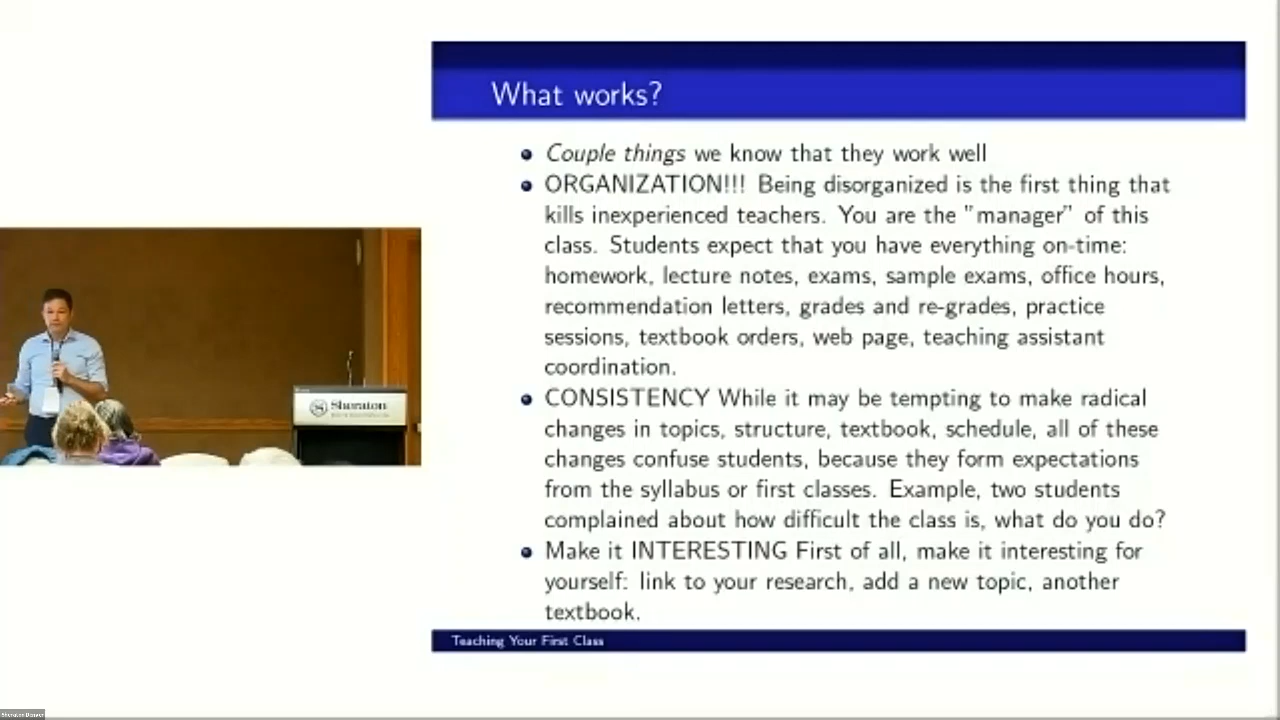 What works?
Couple things we know that they work well
ORGANIZATION!!! Being disorganized is the first thing that
kills inexperienced teachers. You are the "manager" of this
class. Students expect that you have everything on-time:
homework, lecture notes, exams, sample exams, office hours,
recommendation letters, grades and re-grades, practice
sessions, textbook orders, web page, teaching assistant
coordination.
CONSISTENCY While it may be tempting to make radical
changes in topics, structure, textbook, schedule, all of these
changes confuse students, because they form expectations
from the syllabus or first classes. Example, two students
complained about how difficult the class is, what do you do?
Make it INTERESTING First of all, make it interesting for
yourself: link to your research, add a new topic, another
textbook.
Teaching Your First Class
Sheraton
Sheraton Denver